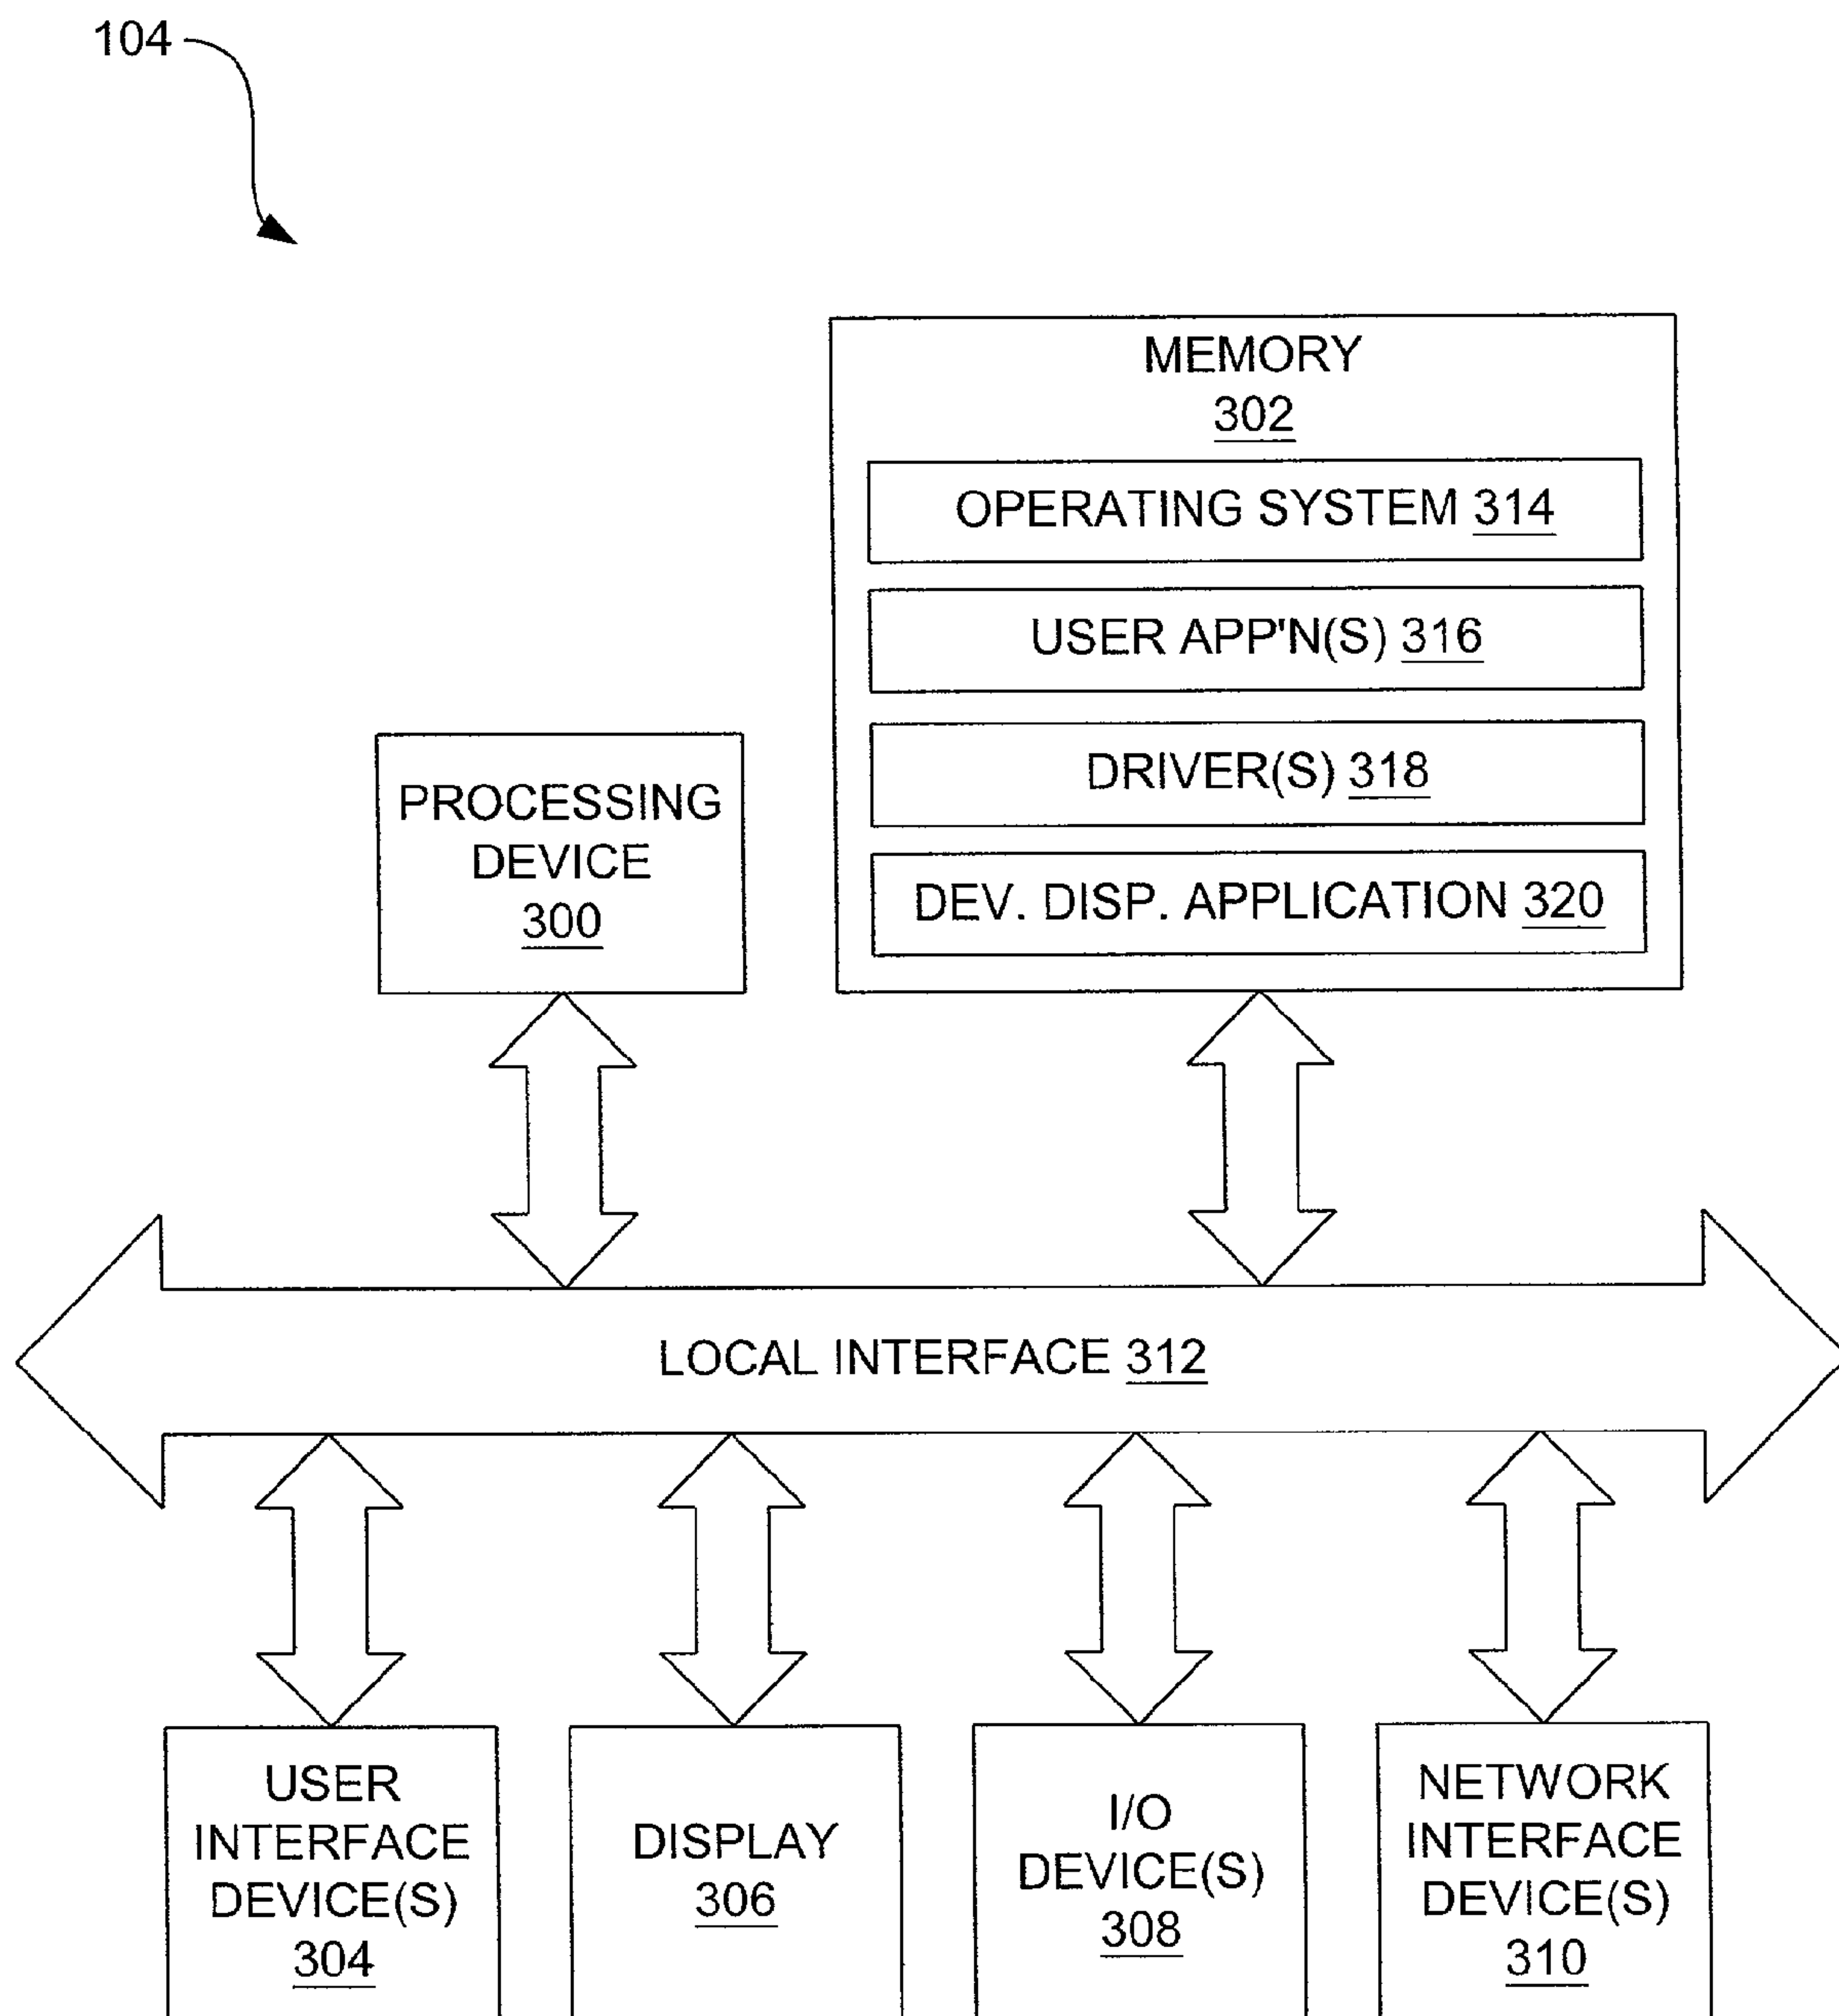 104
MEMORY
302
OPERATING SYSTEM 314
USER APP'N(S) 316
DRIVER(S) 318
DEV. DISP. APPLICATION 320
PROCESSING
DEVICE
300
LOCAL INTERFACE 312
USER
INTERFACE
DEVICE(S)
304
DISPLAY
306
I/O
DEVICE(S)
308
NETWORK
INTERFACE
DEVICE(S)
310